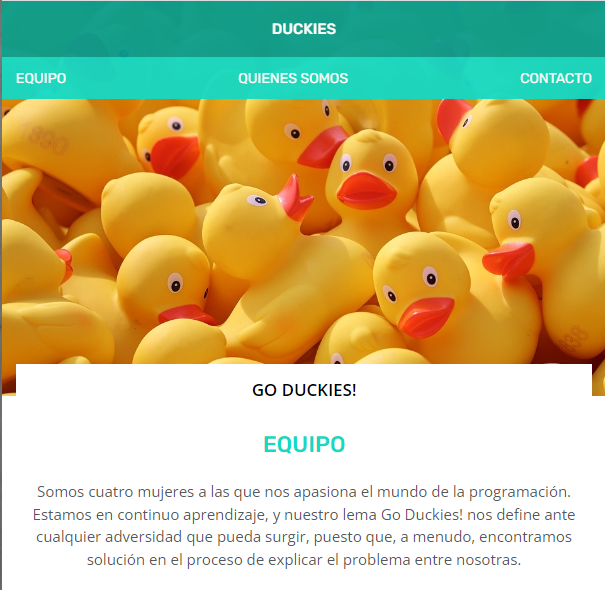 DUCKIES
EQUIPO QUIENES SOMOS CONTACTO
1890
GO DUCKIES!
EQUIPO
Somos cuatro mujeres a las que nos apasiona el mundo de la programación.
Estamos en continuo aprendizaje, y nuestro lema Go Duckies! nos define ante
cualquier adversidad que pueda surgir, puesto que, a menudo, encontramos
solución en el proceso de explicar el problema entre nosotras.